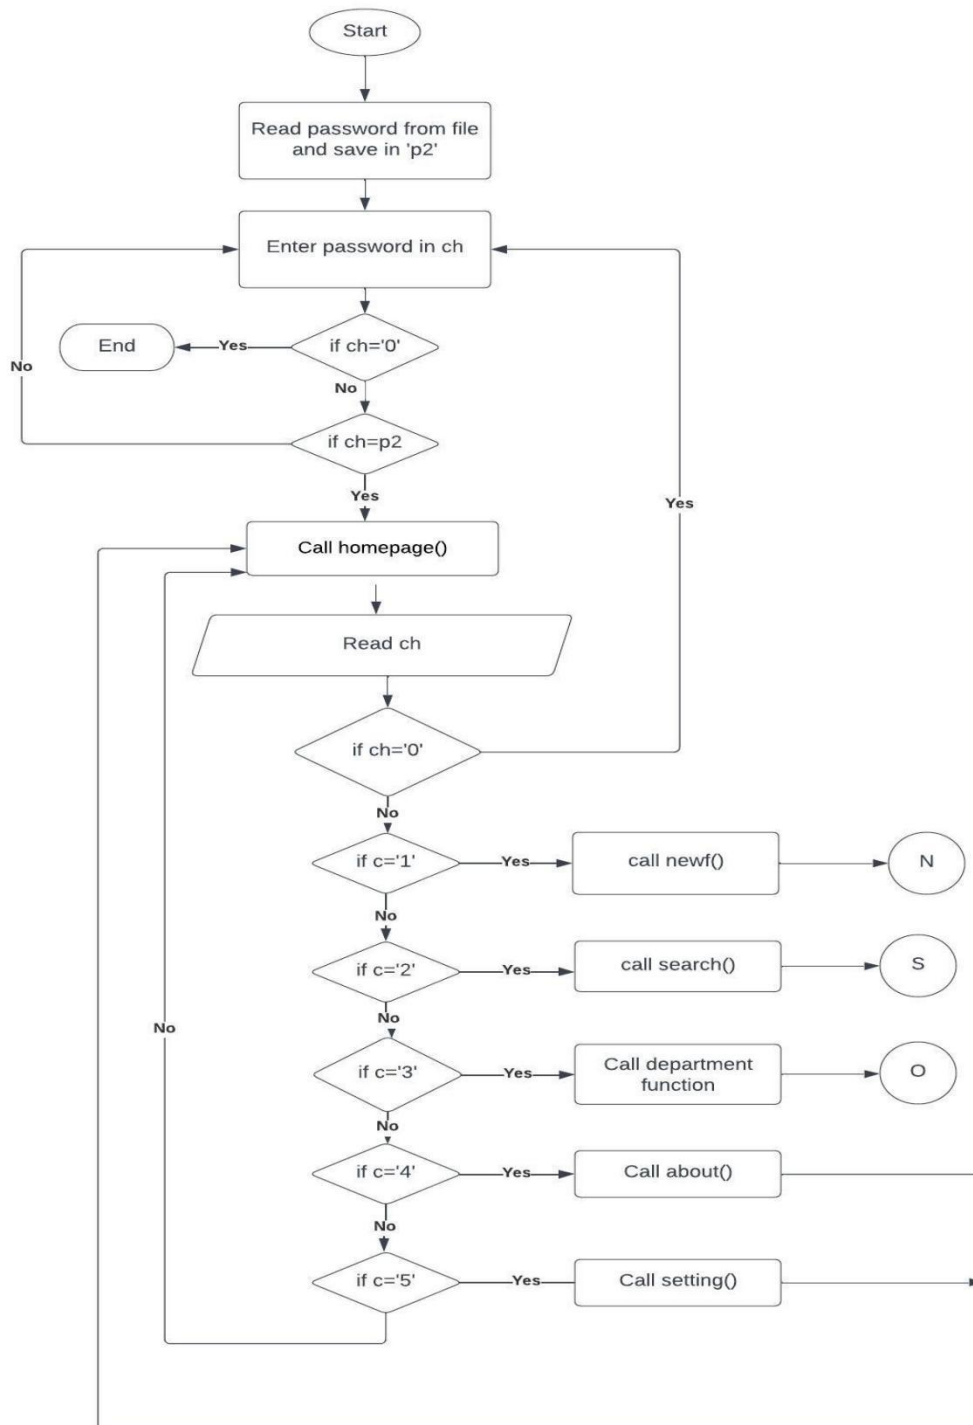 Start
Read password from file
and save in 'p2'
Enter password in ch
End
Yes
if ch='0'
No
No
if ch=p2
Yes
Yes
Call homepage()
Read ch
if ch='0'
No
if c='1'
Yes
call newf()
N
No
if c='2'
Yes
call search()
S
No
No
if c='3'
Yes
Call department
function
O
No
if c='4'
Yes
Call about()
No
if c='5'
Yes
Call setting()